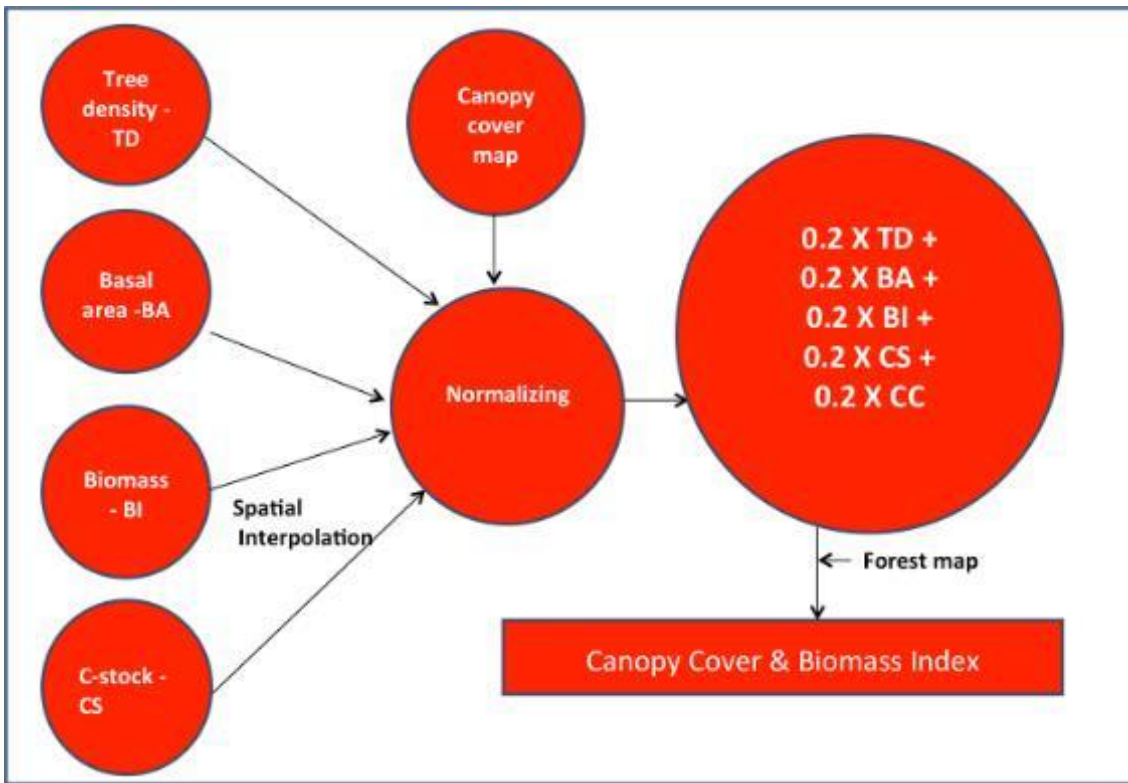 Tree
density -
TD
Canopy
cover
map
Basal
area -BA
Normalizing
0.2 X TD +
0.2 X BA +
0.2 X BI +
0.2 X CS +
0.2 X CC
Biomass
- BI
Spatial
Interpolation
Forest map
C-stock -
CS
Canopy Cover & Biomass Index